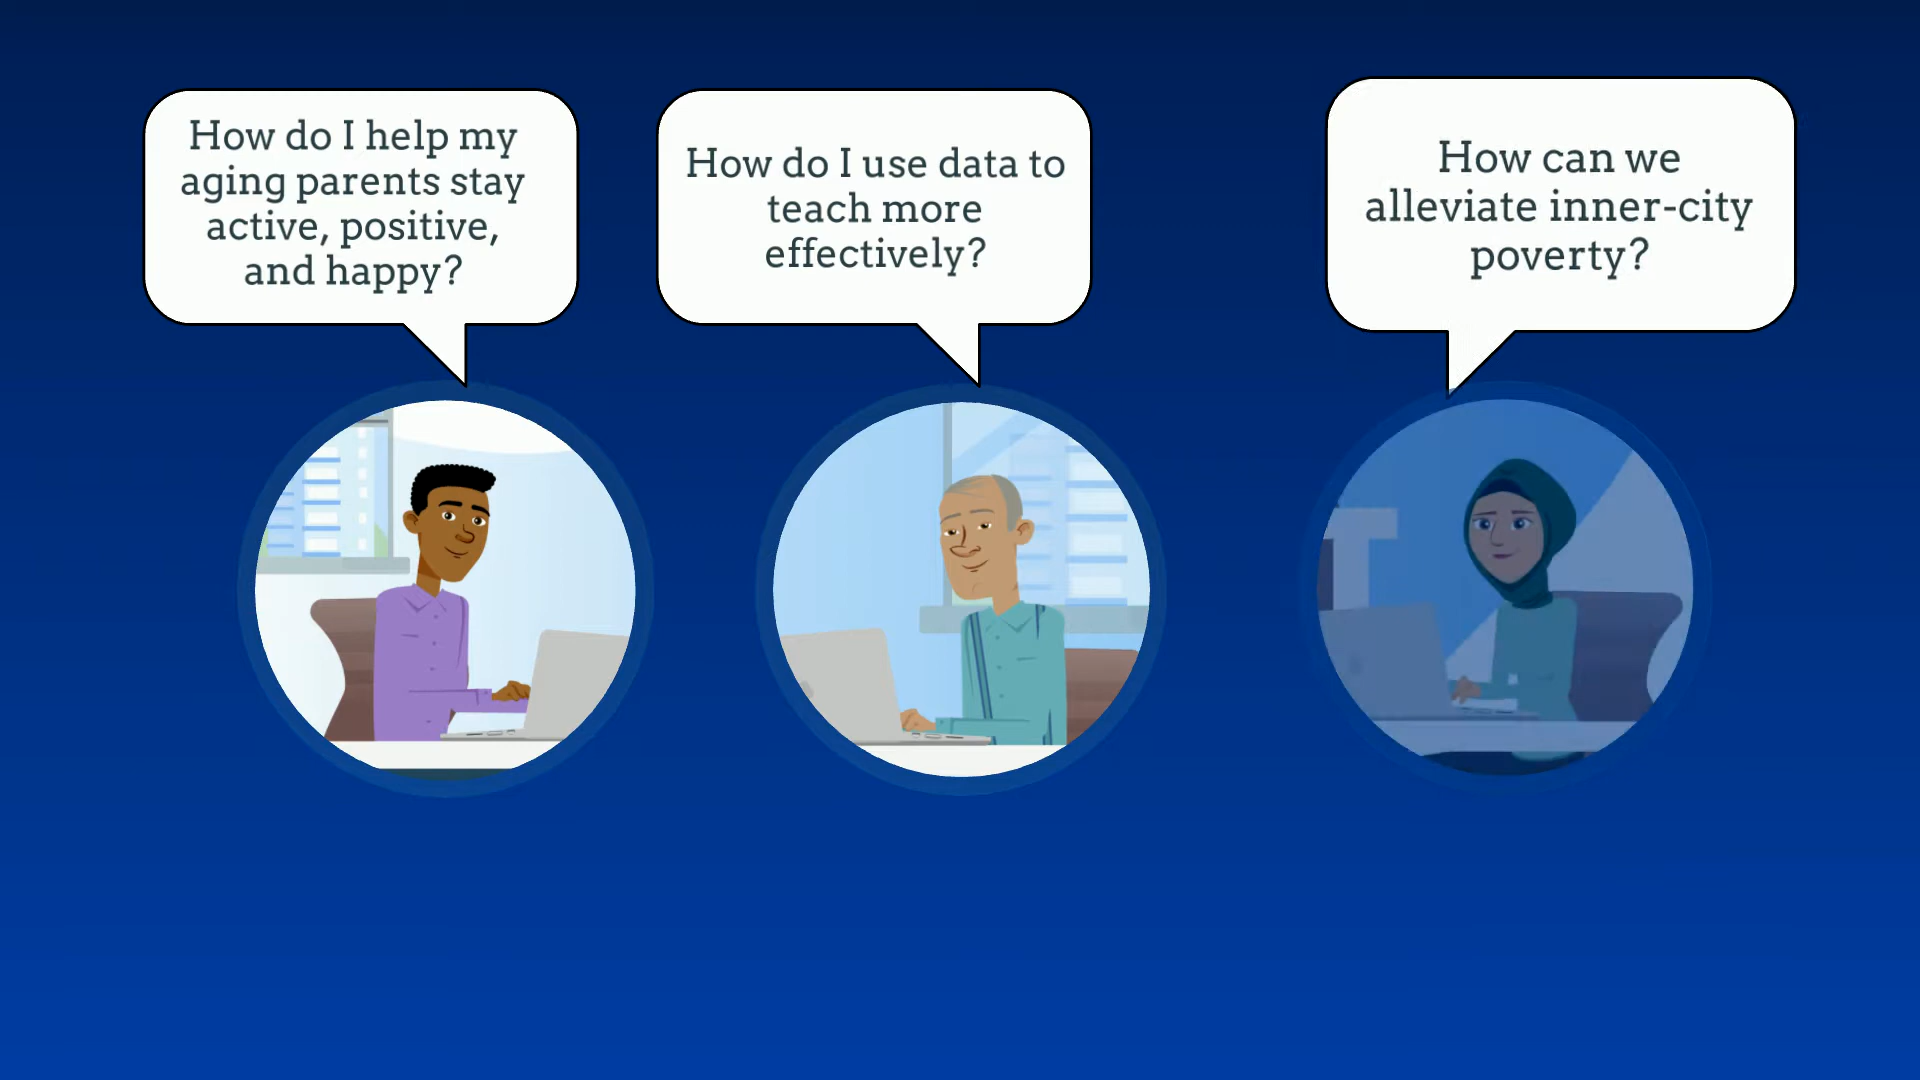 How do I help my
aging parents stay
active, positive,
and happy?
How do I use data to
teach more
effectively?
How can we
alleviate inner-city
poverty?